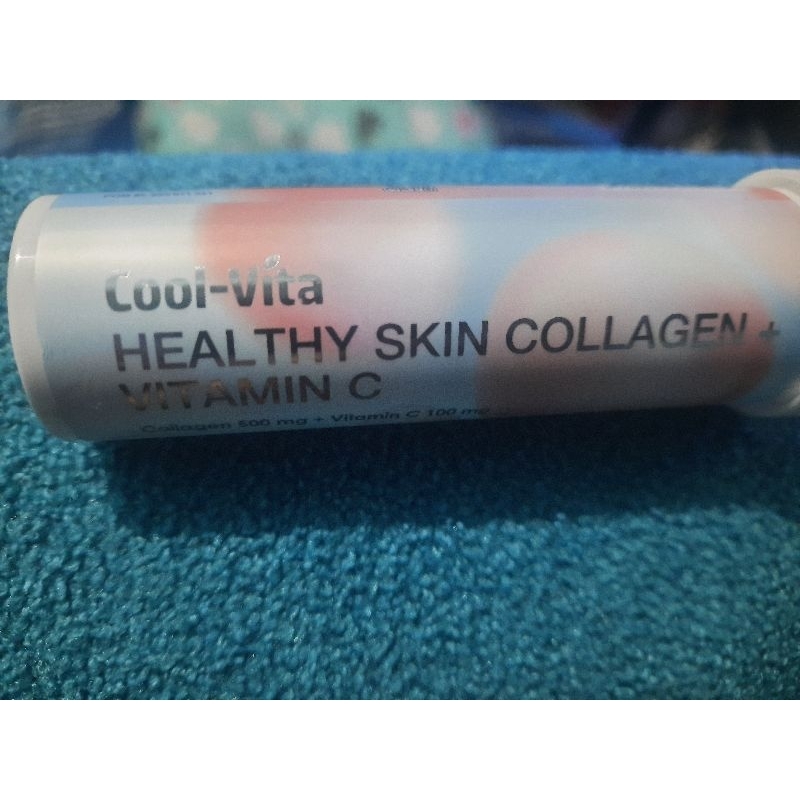 Cool-Vita
HEALTHY SKIN COLLAGEN +
VITAMIN C
Collagen 500 mg + Vitamin C 100 mg